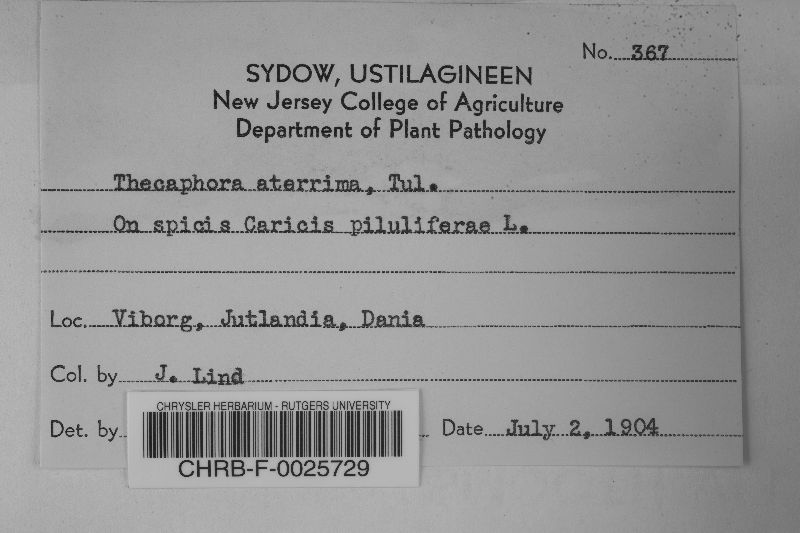 No. 367
SYDOW, USTILAGINEEN
New Jersey College of Agriculture
Department of Plant Pathology
Thecaphora aterrima, Tul.
On spicis Caricis piluliferae L.
Loc. Viborg, Jutlandia, Dania
Col. by J. Lind
Det. by Date July 2, 1904
CHRYSLER HERBARIUM - RUTGERS UNIVERSITY
CHRB-F-0025729